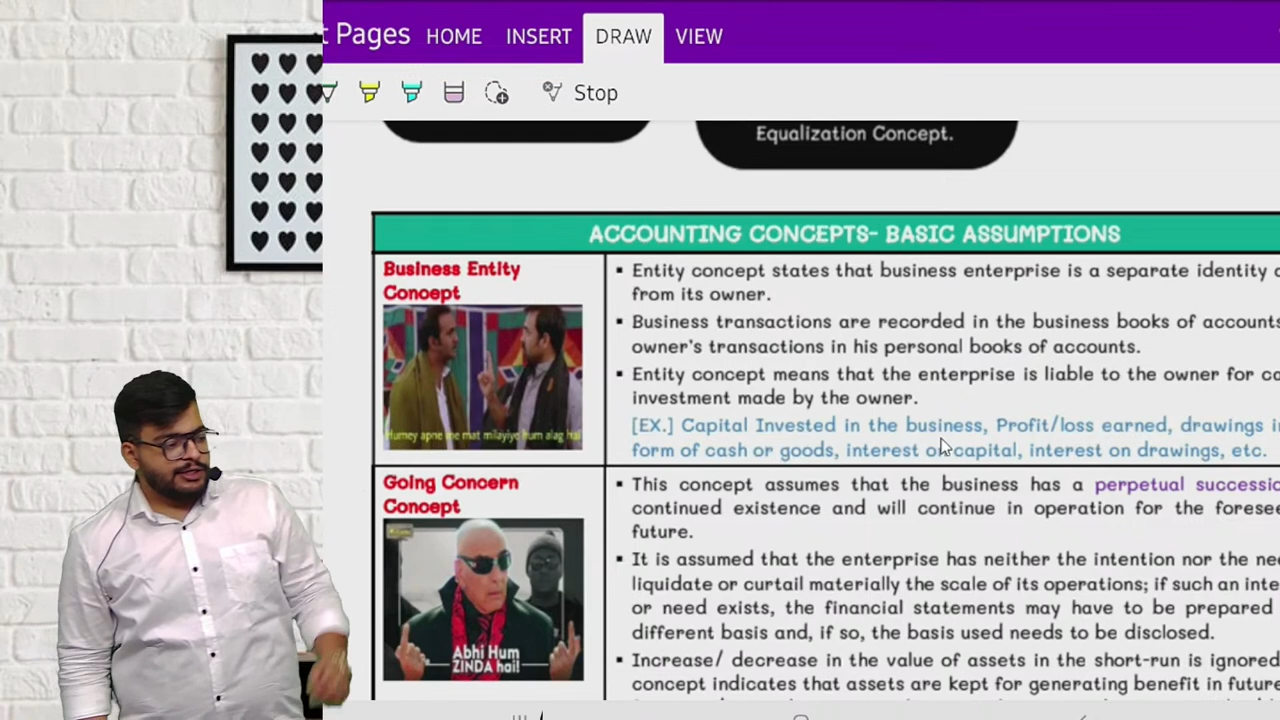 t Pages HOME INSERT DRAW VIEW
Stop
Equalization Concept.
ACCOUNTING CONCEPTS- BASIC ASSUMPTIONS
Business Entity
Concept
Humey apne me mat milayiye hum alag hai
▪ Entity concept states that business enterprise is a separate identity
from its owner.
▪ Business transactions are recorded in the business books of accounts
owner's transactions in his personal books of accounts.
▪ Entity concept means that the enterprise is liable to the owner for
investment made by the owner.
[EX.] Capital Invested in the business, Profit/loss earned, drawings
form of cash or goods, interest on capital, interest on drawings, etc.
Going Concern
Concept
Abhi Hum
ZINDA hai!
▪ This concept assumes that the business has a perpetual
continued existence and will continue in operation for the
future.
▪ It is assumed that the enterprise has neither the intention nor the
liquidate or curtail materially the scale of its operations; if such an
or need exists, the financial statements may have to be prepared
different basis and, if so, the basis used needs to be disclosed.
▪ Increase/ decrease in the value of assets in the short-run is ignored
concept indicates that assets are kept for generating benefit in future